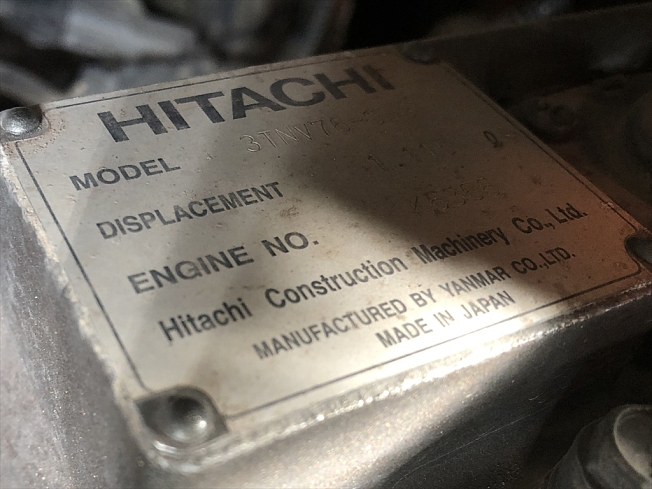 HITACHI
MODEL
DISPLACEMENT ℓ
ENGINE NO.
Hitachi Construction Machinery Co., Ltd.
MANUFACTURED BY YANMAR CO.,LTD.
MADE IN JAPAN